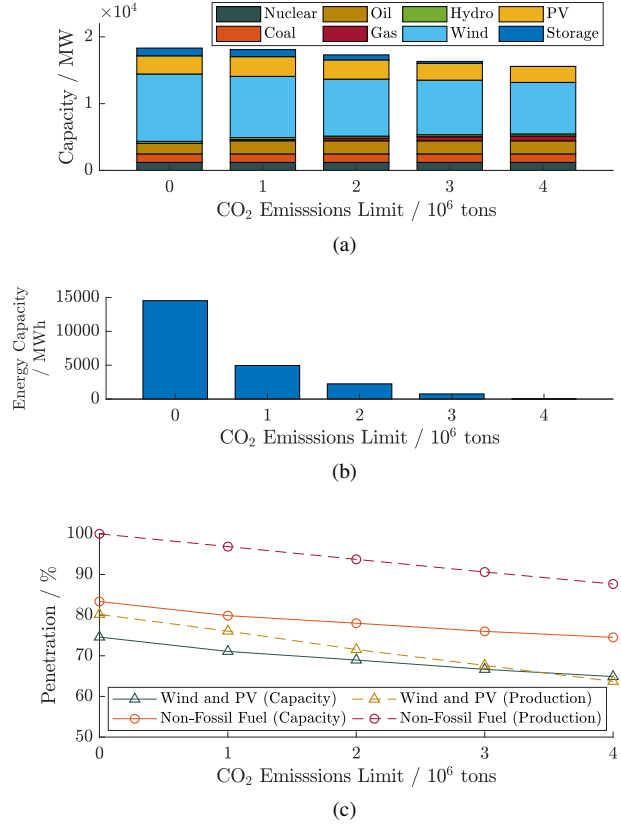 ×10⁴
Nuclear Oil Hydro PV
Coal Gas Wind Storage
2
1
0
Capacity / MW
0 1 2 3 4
CO₂ Emisssions Limit / 10⁶ tons
(a)
15000
10000
5000
0
Energy Capacity
/ MWh
0 1 2 3 4
CO₂ Emisssions Limit / 10⁶ tons
(b)
100
90
80
70
60
50
Penetration / %
Wind and PV (Capacity) Wind and PV (Production)
Non-Fossil Fuel (Capacity) Non-Fossil Fuel (Production)
0 1 2 3 4
CO₂ Emisssions Limit / 10⁶ tons
(c)